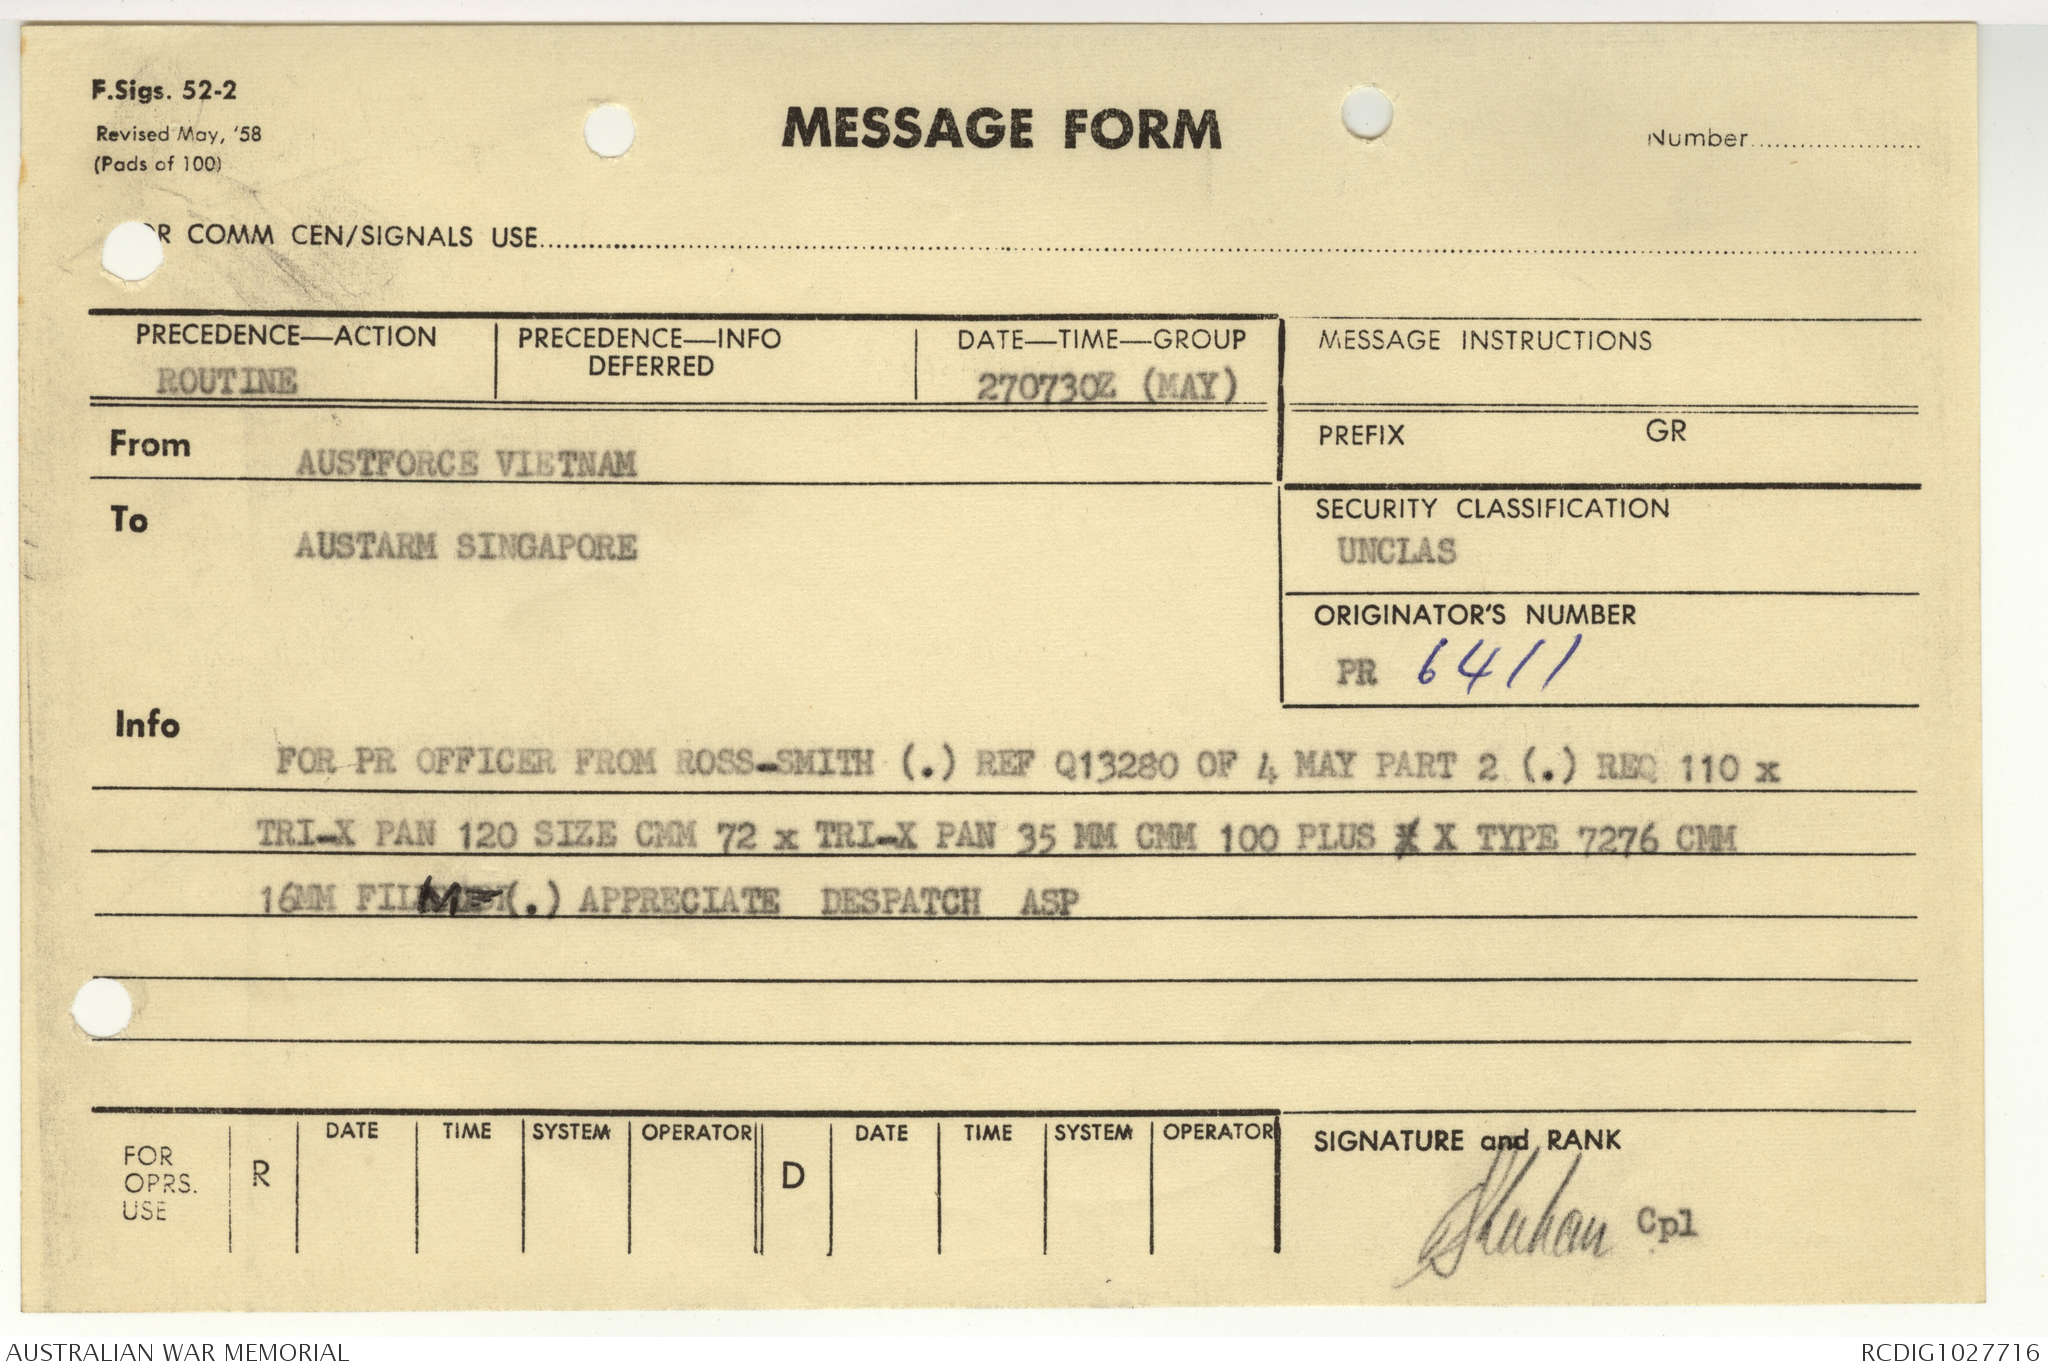 F.Sigs. 52-2
Revised May, '58
(Pads of 100)
MESSAGE FORM
Number
OR COMM CEN/SIGNALS USE
PRECEDENCE—ACTION
ROUTINE
PRECEDENCE—INFO
DEFERRED
DATE—TIME—GROUP
270730Z (MAY)
MESSAGE INSTRUCTIONS
PREFIX GR
From AUSTFORCE VIETNAM
To AUSTARM SINGAPORE
SECURITY CLASSIFICATION
UNCLAS
ORIGINATOR'S NUMBER
PR 6411
Info
FOR PR OFFICER FROM ROSS-SMITH (.) REF Q13280 OF 4 MAY PART 2 (.) REQ 110 x
TRI-X PAN 120 SIZE CMM 72 x TRI-X PAN 35 MM CMM 100 PLUS X TYPE 7276 CMM
16MM FILM (.) APPRECIATE DESPATCH ASP
FOR
OPRS.
USE
R
DATE TIME SYSTEM OPERATOR
D
DATE TIME SYSTEM OPERATOR
SIGNATURE and RANK
Cpl
AUSTRALIAN WAR MEMORIAL
RCDIG1027716